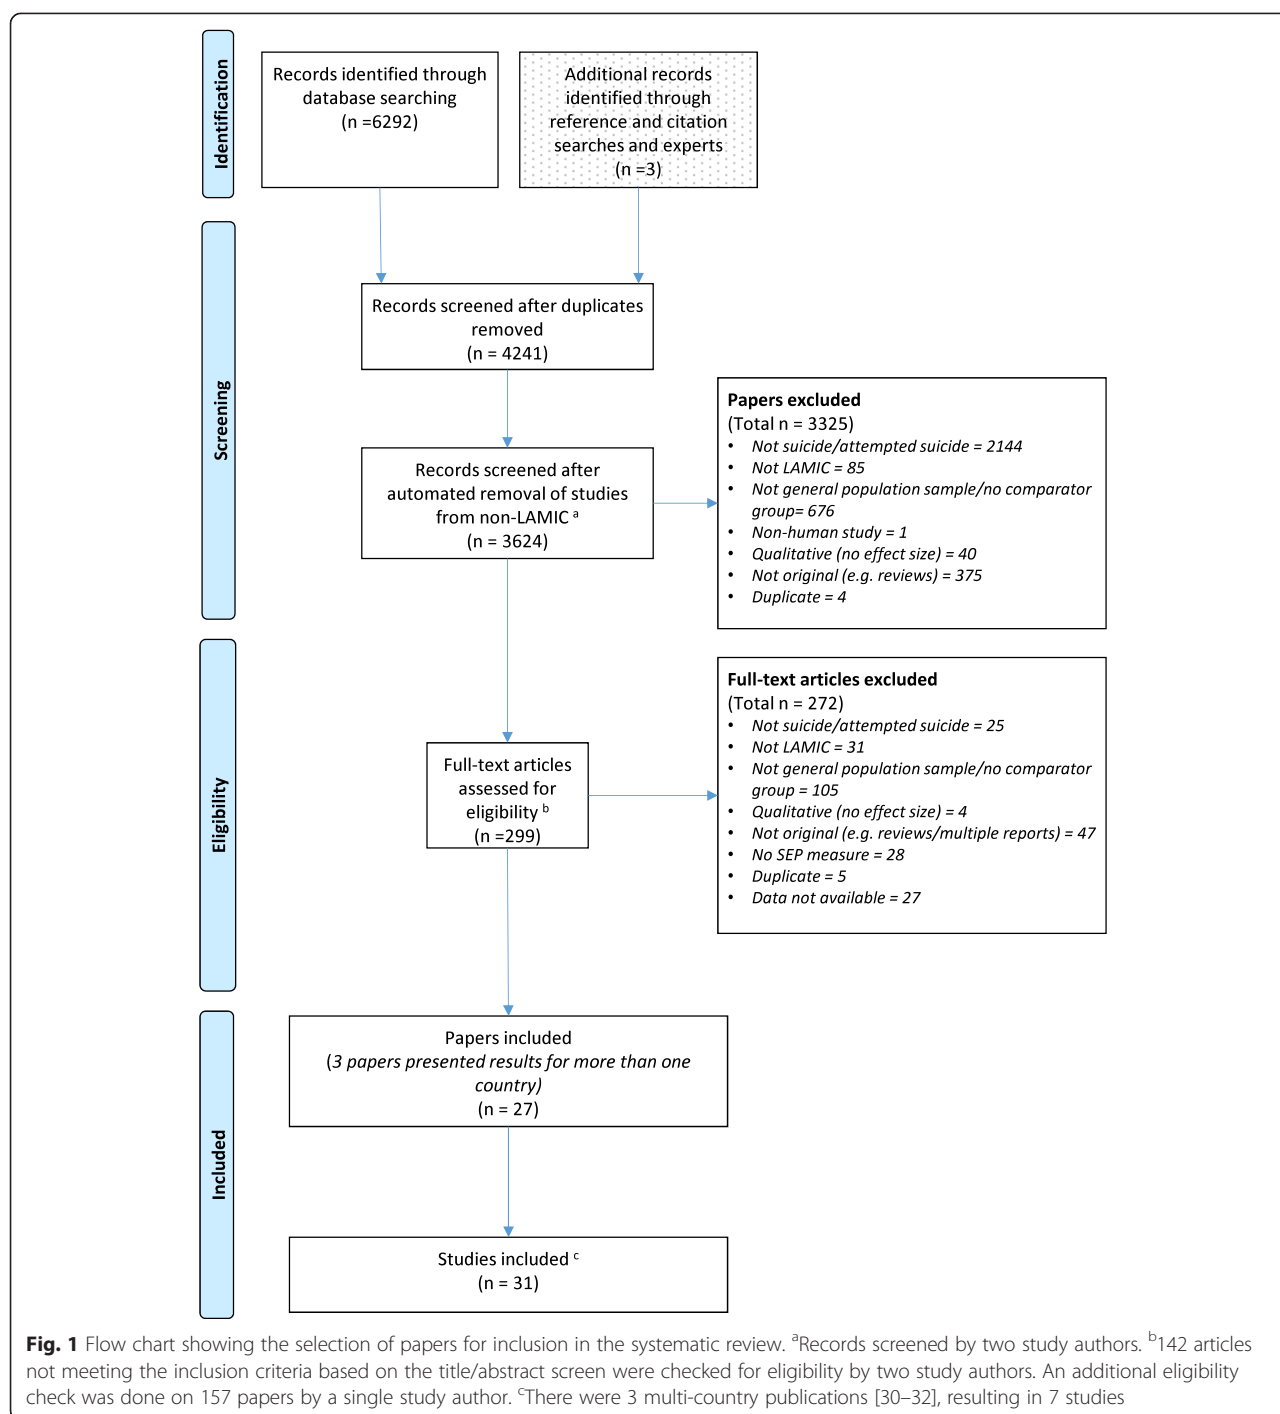 Identification
Records identified through
database searching
(n =6292)
Additional records
identified through
reference and citation
searches and experts
(n =3)
Screening
Records screened after duplicates
removed
(n = 4241)
Records screened after
automated removal of studies
from non-LAMIC a
n = 3624)
Papers excluded
(Total n = 3325)
• Not suicide/attempted suicide = 2144
• Not LAMIC = 85
• Not general population sample/no comparator
group= 676
• Non-human study = 1
• Qualitative (no effect size) = 40
• Not original (e.g. reviews) = 375
• Duplicate = 4
Eligibility
Full-text articles
assessed for
eligibility b
(n =299)
Full-text articles excluded
(Total n = 272)
• Not suicide/attempted suicide = 25
• Not LAMIC = 31
• Not general population sample/no comparator
group = 105
• Qualitative (no effect size) = 4
• Not original (e.g. reviews/multiple reports) = 47
• No SEP measure = 28
• Duplicate = 5
• Data not available = 27
Included
Papers included
(3 papers presented results for more than one
country)
(n = 27)
Studies included c
(n = 31)
Fig. 1 Flow chart showing the selection of papers for inclusion in the systematic review. aRecords screened by two study authors. b142 articles
not meeting the inclusion criteria based on the title/abstract screen were checked for eligibility by two study authors. An additional eligibility
check was done on 157 papers by a single study author. cThere were 3 multi-country publications [30–32], resulting in 7 studies